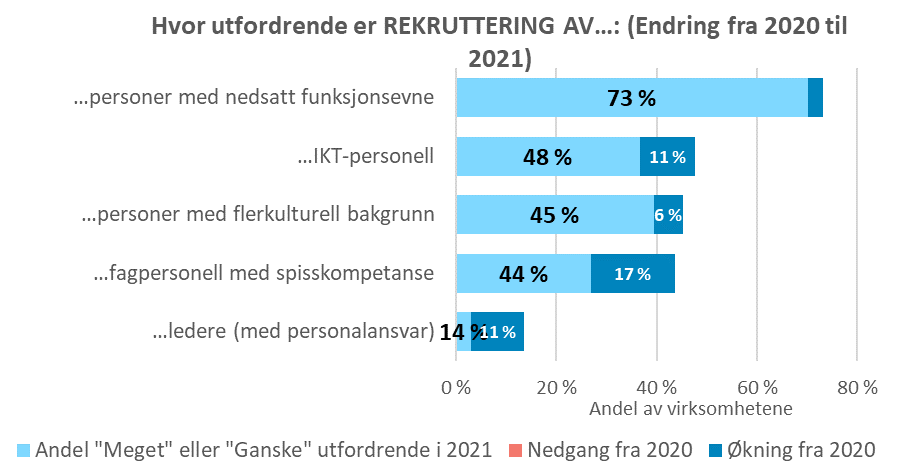 Hvor utfordrende er REKRUTTERING AV...: (Endring fra 2020 til
2021)
...personer med nedsatt funksjonsevne
73 %
...IKT-personell
48 %
11 %
...personer med flerkulturell bakgrunn
45 %
6 %
...fagpersonell med spisskompetanse
44 %
17 %
...ledere (med personalansvar)
14 %
11 %
0 %
20 %
40 %
60 %
80 %
Andel av virksomhetene
Andel "Meget" eller "Ganske" utfordrende i 2021
Nedgang fra 2020
Økning fra 2020